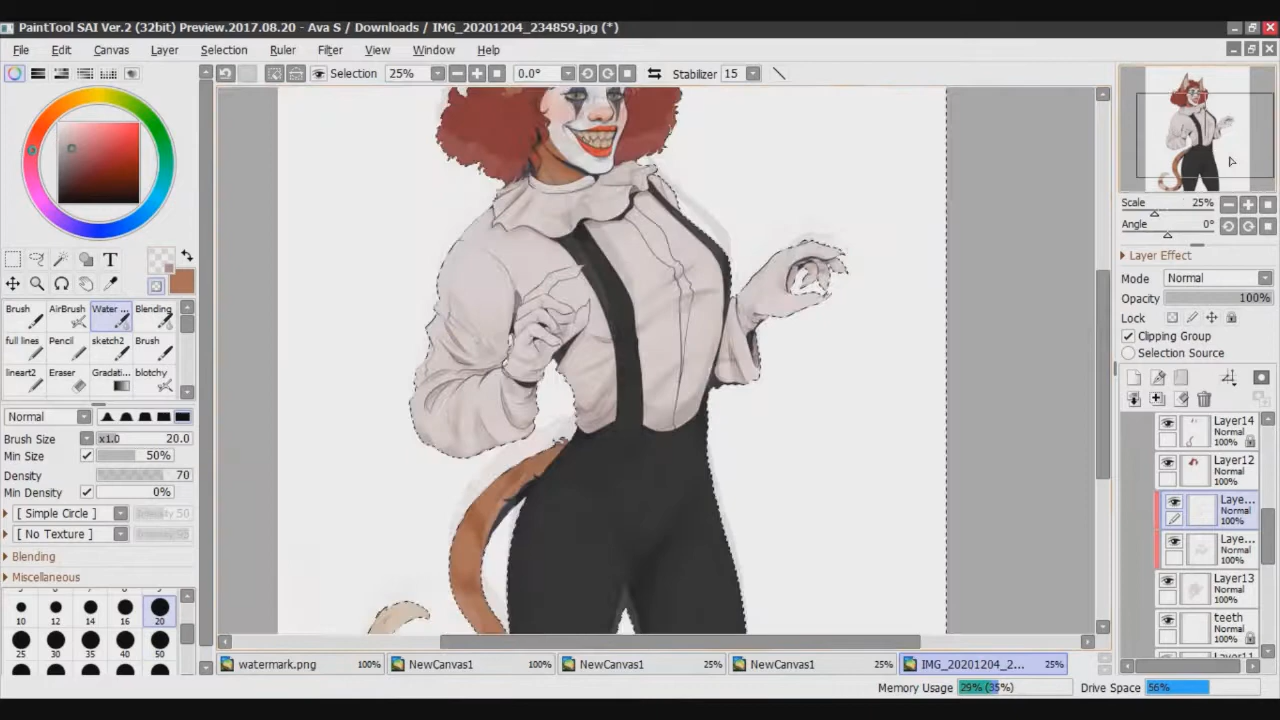 PaintTool SAI Ver.2 (32bit) Preview.2017.08.20 - Ava S / Downloads / IMG_20201204_234859.jpg (*)
File Edit Canvas Layer Selection Ruler Filter View Window Help
Selection 25% 0.0° Stabilizer 15
Scale 25%
Angle 0°
Layer Effect
Mode Normal
Opacity 100%
Lock
Clipping Group
Selection Source
T
Brush AirBrush Water ... Blending
full lines Pencil sketch2 Brush
lineart2 Eraser Gradati... blotchy
Normal
Brush Size x1.0 20.0
Min Size 50%
Density 70
Min Density 0%
[ Simple Circle ]
[ No Texture ]
Blending
Miscellaneous
10 12 14 16 20
25 30 35 40 50
Layer14
Normal
100%
Layer12
Normal
100%
Laye...
Normal
100%
Laye...
Normal
100%
Layer13
Normal
100%
teeth
Normal
100%
watermark.png 100% NewCanvas1 100% NewCanvas1 25% NewCanvas1 25% IMG_20201204_2... 25%
Memory Usage 29% (35%) Drive Space 56%